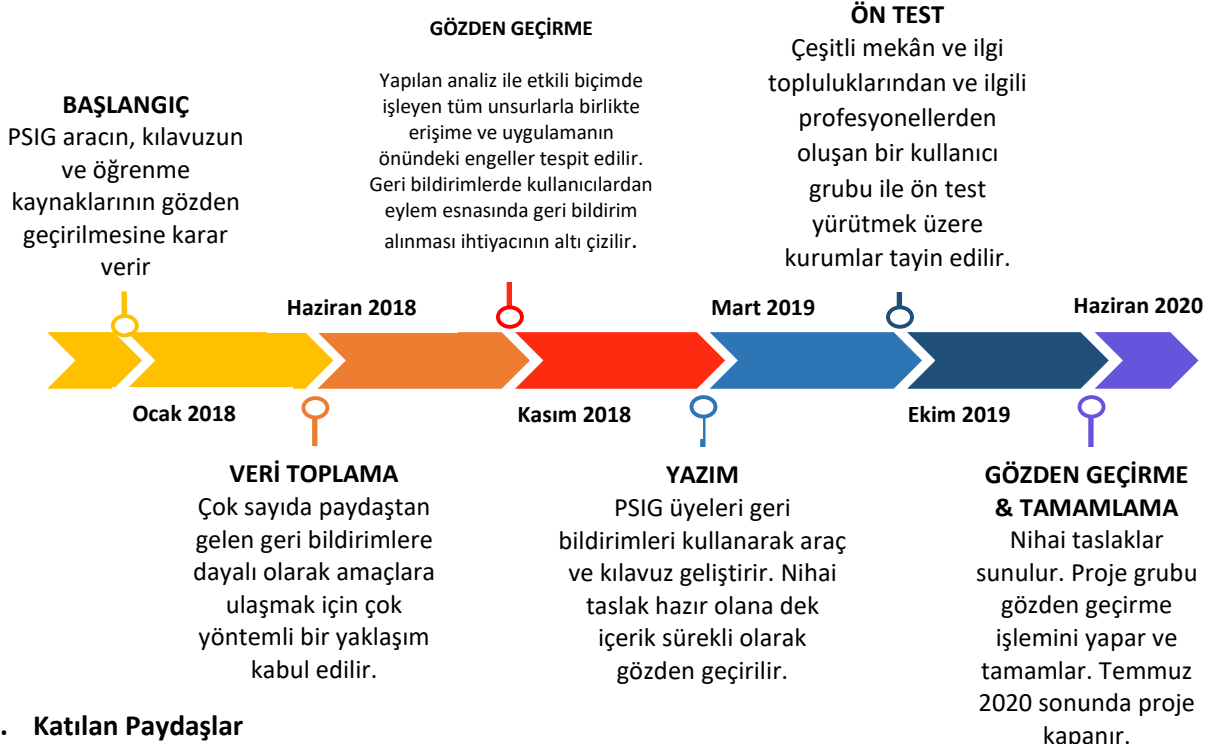 BAŞLANGIÇ
PSIG aracın, kılavuzun
ve öğrenme
kaynaklarının gözden
geçirilmesine karar
verir
GÖZDEN GEÇİRME
Yapılan analiz ile etkili biçimde
işleyen tüm unsurlarla birlikte
erişime ve uygulamanın
önündeki engeller tespit edilir.
Geri bildirimlerde kullanıcılardan
eylem esnasında geri bildirim
alınması ihtiyacının altı çizilir.
ÖN TEST
Çeşitli mekân ve ilgi
topluluklarından ve ilgili
profesyonellerden
oluşan bir kullanıcı
grubu ile ön test
yürütmek üzere
kurumlar tayin edilir.
Haziran 2018
Mart 2019
Haziran 2020
Ocak 2018
Kasım 2018
Ekim 2019
VERİ TOPLAMA
Çok sayıda paydaştan
gelen geri bildirimlere
dayalı olarak amaçlara
ulaşmak için çok
yöntemli bir yaklaşım
kabul edilir.
YAZIM
PSIG üyeleri geri
bildirimleri kullanarak araç
ve kılavuz geliştirir. Nihai
taslak hazır olana dek
içerik sürekli olarak
gözden geçirilir.
GÖZDEN GEÇİRME
& TAMAMLAMA
Nihai taslaklar
sunulur. Proje grubu
gözden geçirme
işlemini yapar ve
tamamlar. Temmuz
2020 sonunda proje
kapanır.
. Katılan Paydaşlar